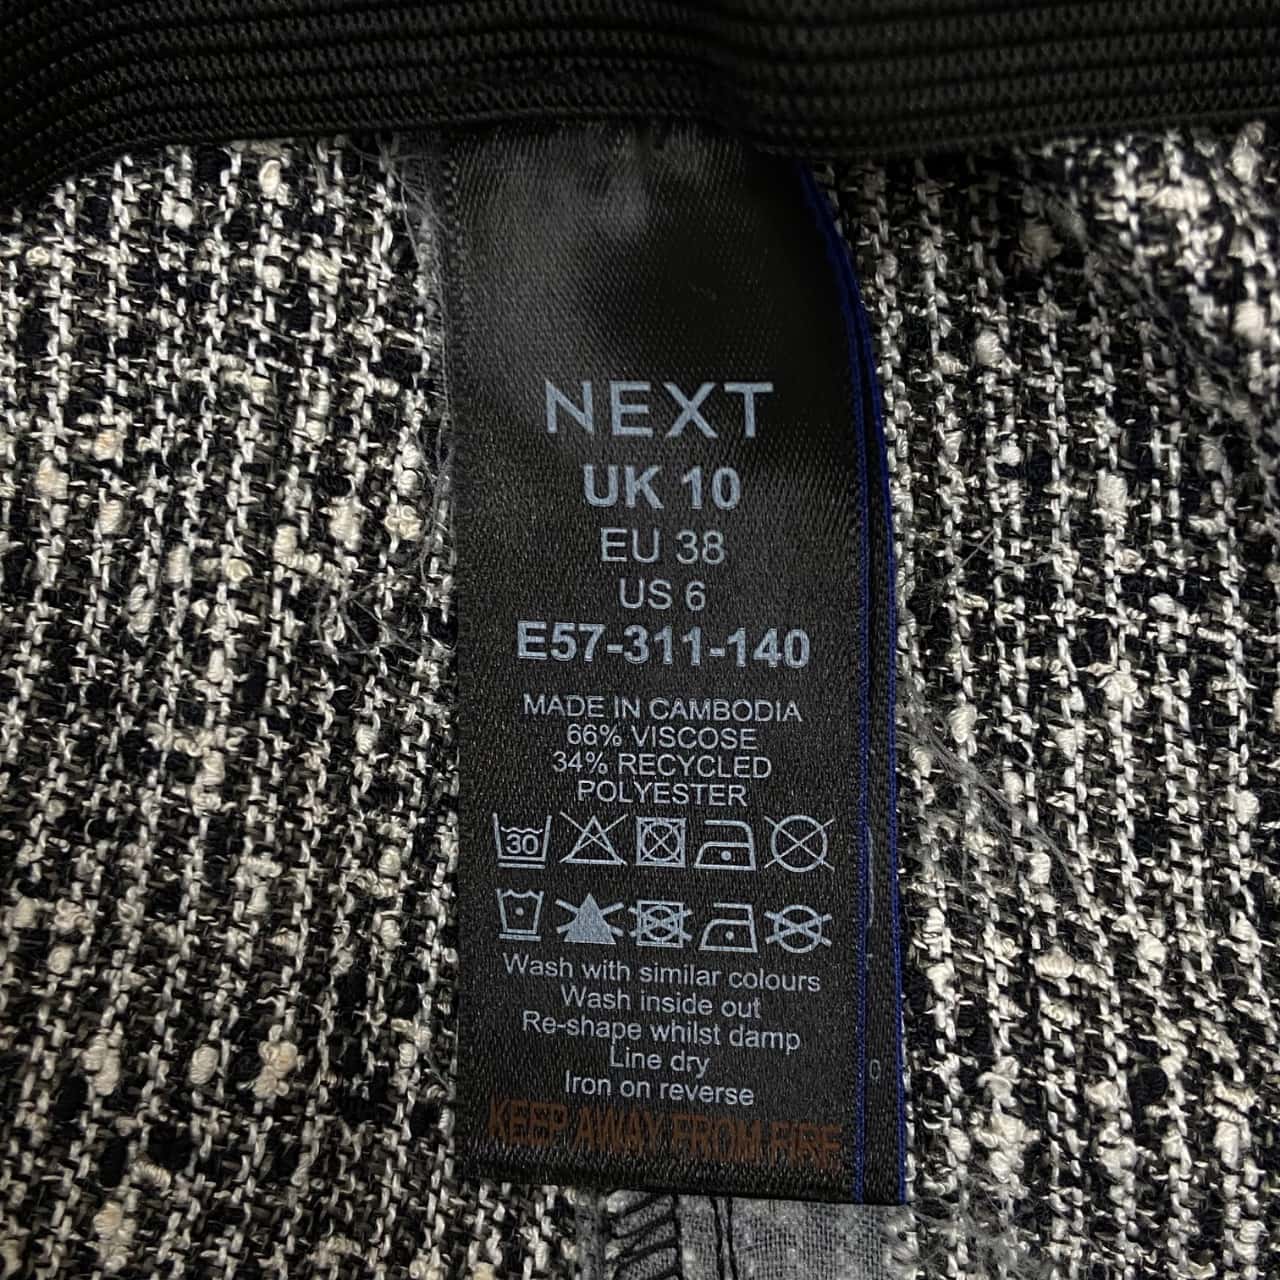 NEXT
UK 10
EU 38
US 6
E57-311-140
MADE IN CAMBODIA
66% VISCOSE
34% RECYCLED
POLYESTER
30
Wash with similar colours
Wash inside out
Re-shape whilst damp
Line dry
Iron on reverse
KEEP AWAY FROM FIRE
0